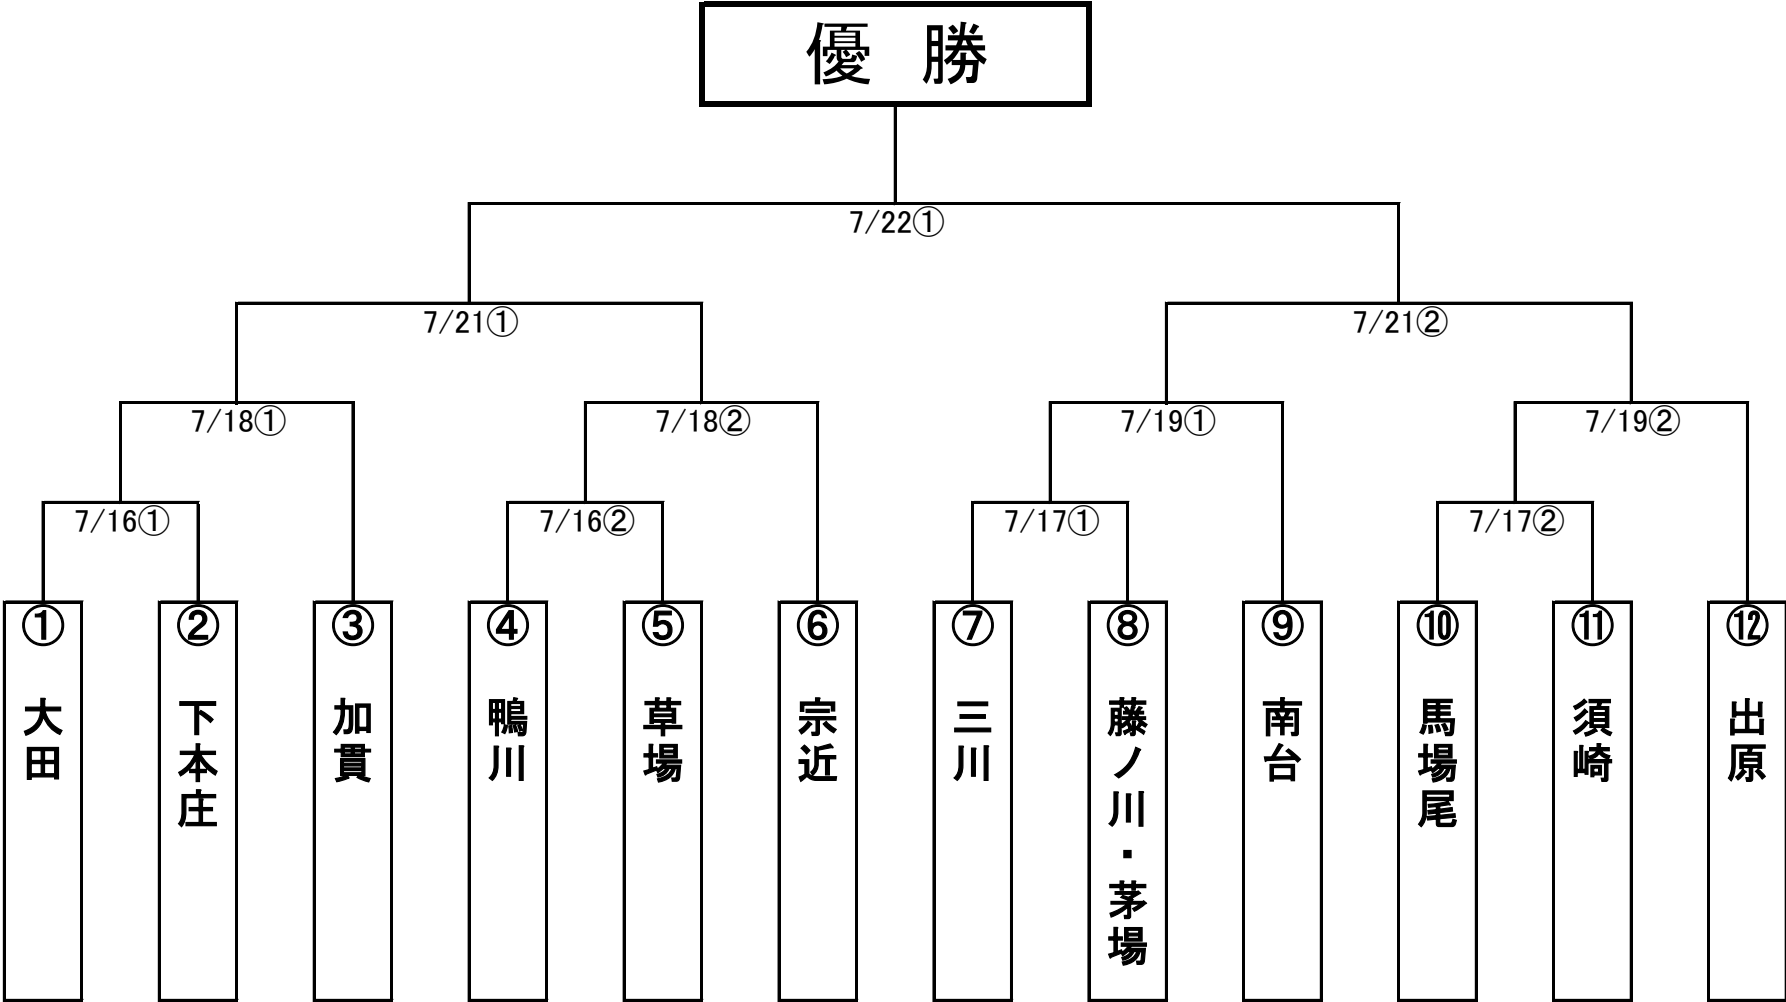 優 勝
7/22①
7/21① 7/21②
7/18① 7/18② 7/19① 7/19②
7/16① 7/16② 7/17① 7/17②
① 大田
② 下本庄
③ 加貫
④ 鴨川
⑤ 草場
⑥ 宗近
⑦ 三川
⑧ 藤ノ川・茅場
⑨ 南台
⑩ 馬場尾
⑪ 須崎
⑫ 出原